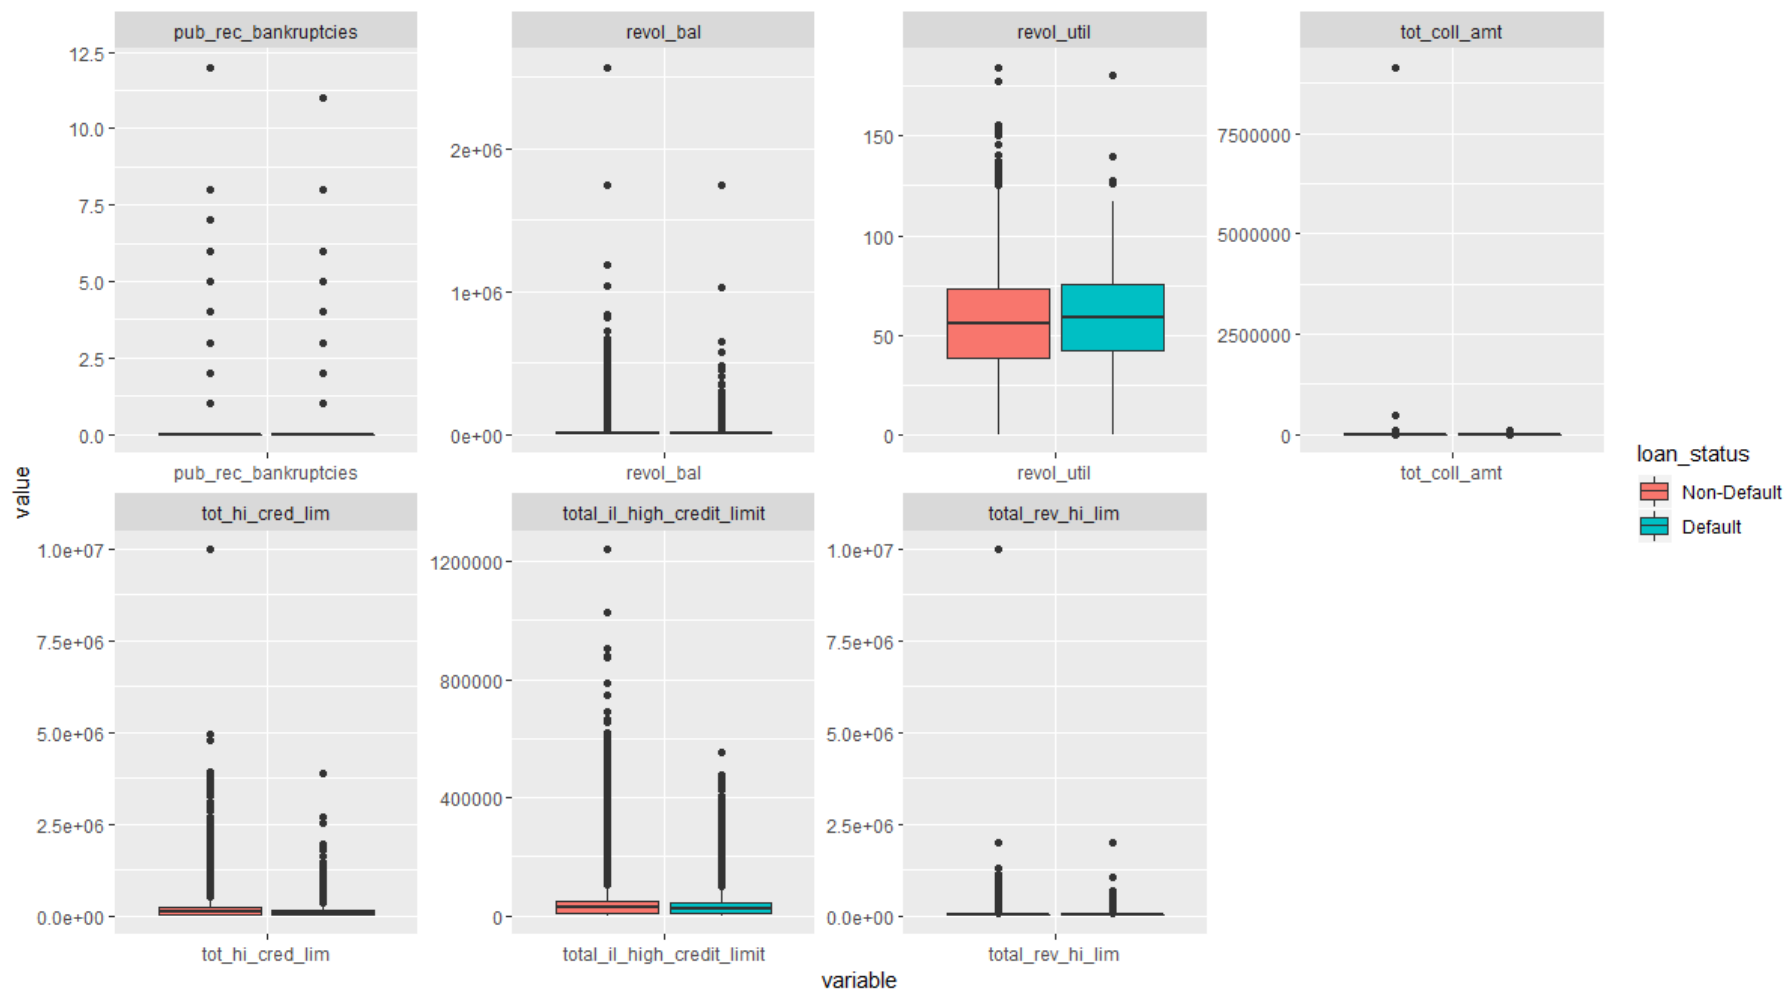 pub_rec_bankruptcies
revol_bal
revol_util
tot_coll_amt
12.5
10.0
7.5
5.0
2.5
0.0
2e+06
1e+06
0e+00
150
100
50
0
7500000
5000000
2500000
0
pub_rec_bankruptcies
revol_bal
revol_util
tot_coll_amt
value
loan_status
Non-Default
Default
tot_hi_cred_lim
total_il_high_credit_limit
total_rev_hi_lim
1.0e+07
7.5e+06
5.0e+06
2.5e+06
0.0e+00
1200000
800000
400000
0
1.0e+07
7.5e+06
5.0e+06
2.5e+06
0.0e+00
tot_hi_cred_lim
total_il_high_credit_limit
total_rev_hi_lim
variable